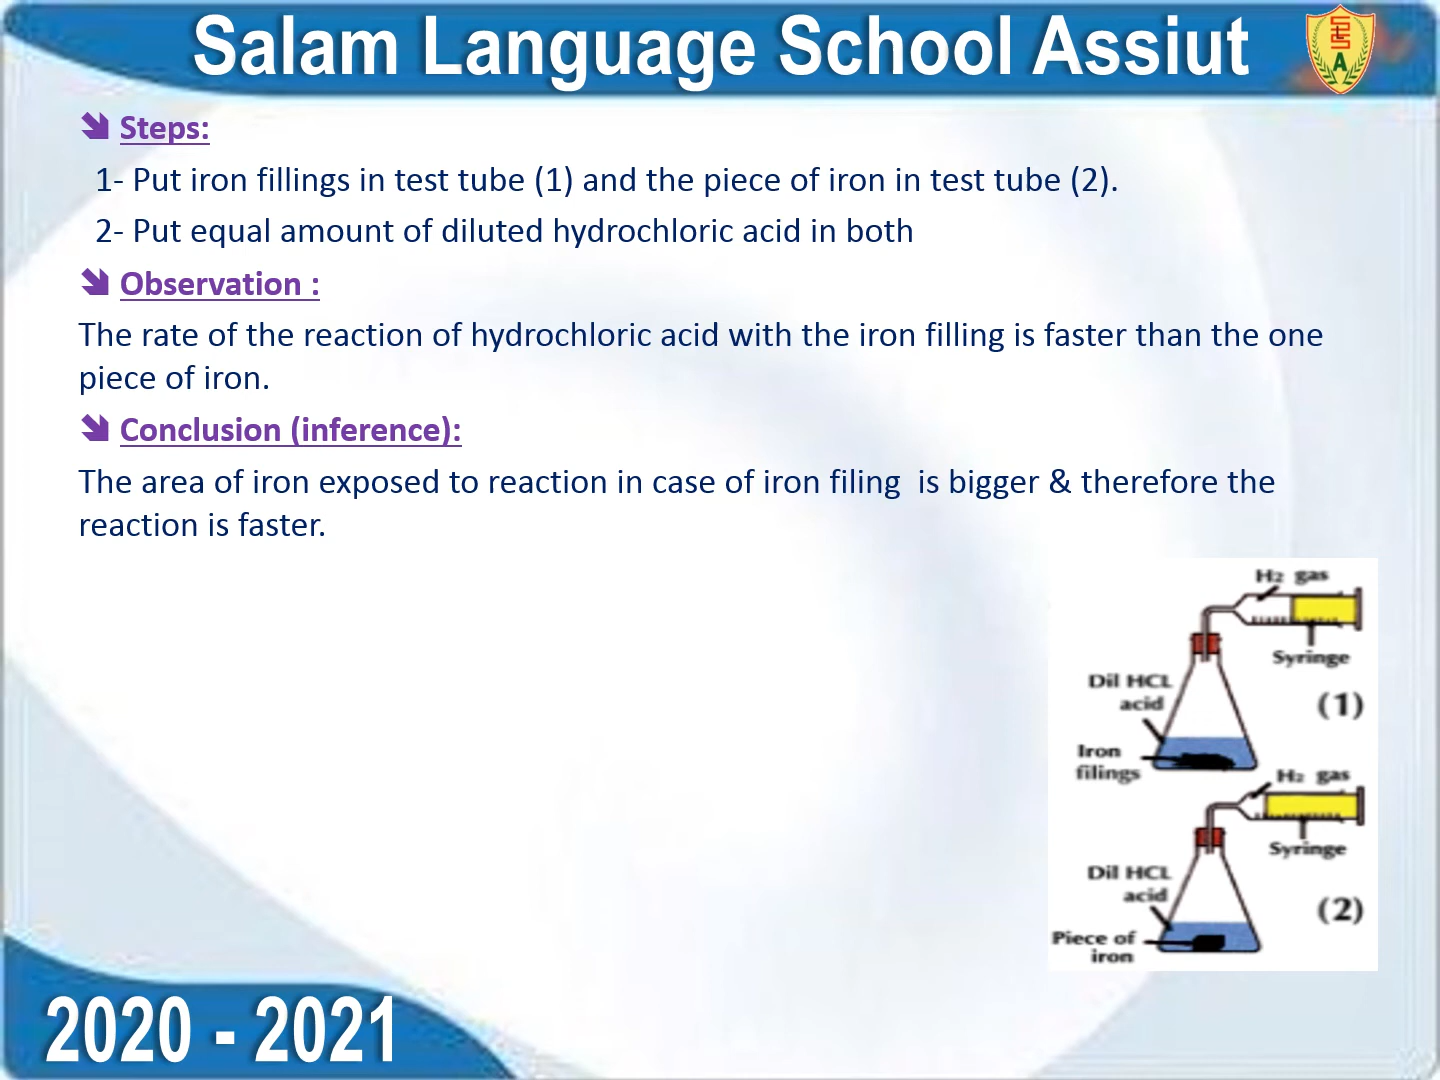 Salam Language School Assiut
Steps:
1- Put iron fillings in test tube (1) and the piece of iron in test tube (2).
2- Put equal amount of diluted hydrochloric acid in both
Observation :
The rate of the reaction of hydrochloric acid with the iron filling is faster than the one
piece of iron.
Conclusion (inference):
The area of iron exposed to reaction in case of iron filing  is bigger & therefore the
reaction is faster.
H2 gas
Syringe
Dil HCL
acid
(1)
Iron
filings
H2 gas
Syringe
Dil HCL
acid
(2)
Piece of
iron
2020 - 2021